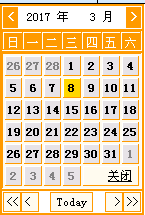 < 2017 年 3 月 >
日 一 二 三 四 五 六
26 27 28 1 2 3 4
5 6 7 8 9 10 11
12 13 14 15 16 17 18
19 20 21 22 23 24 25
26 27 28 29 30 31 1
2 3 4 5 关闭
<< < Today > >>